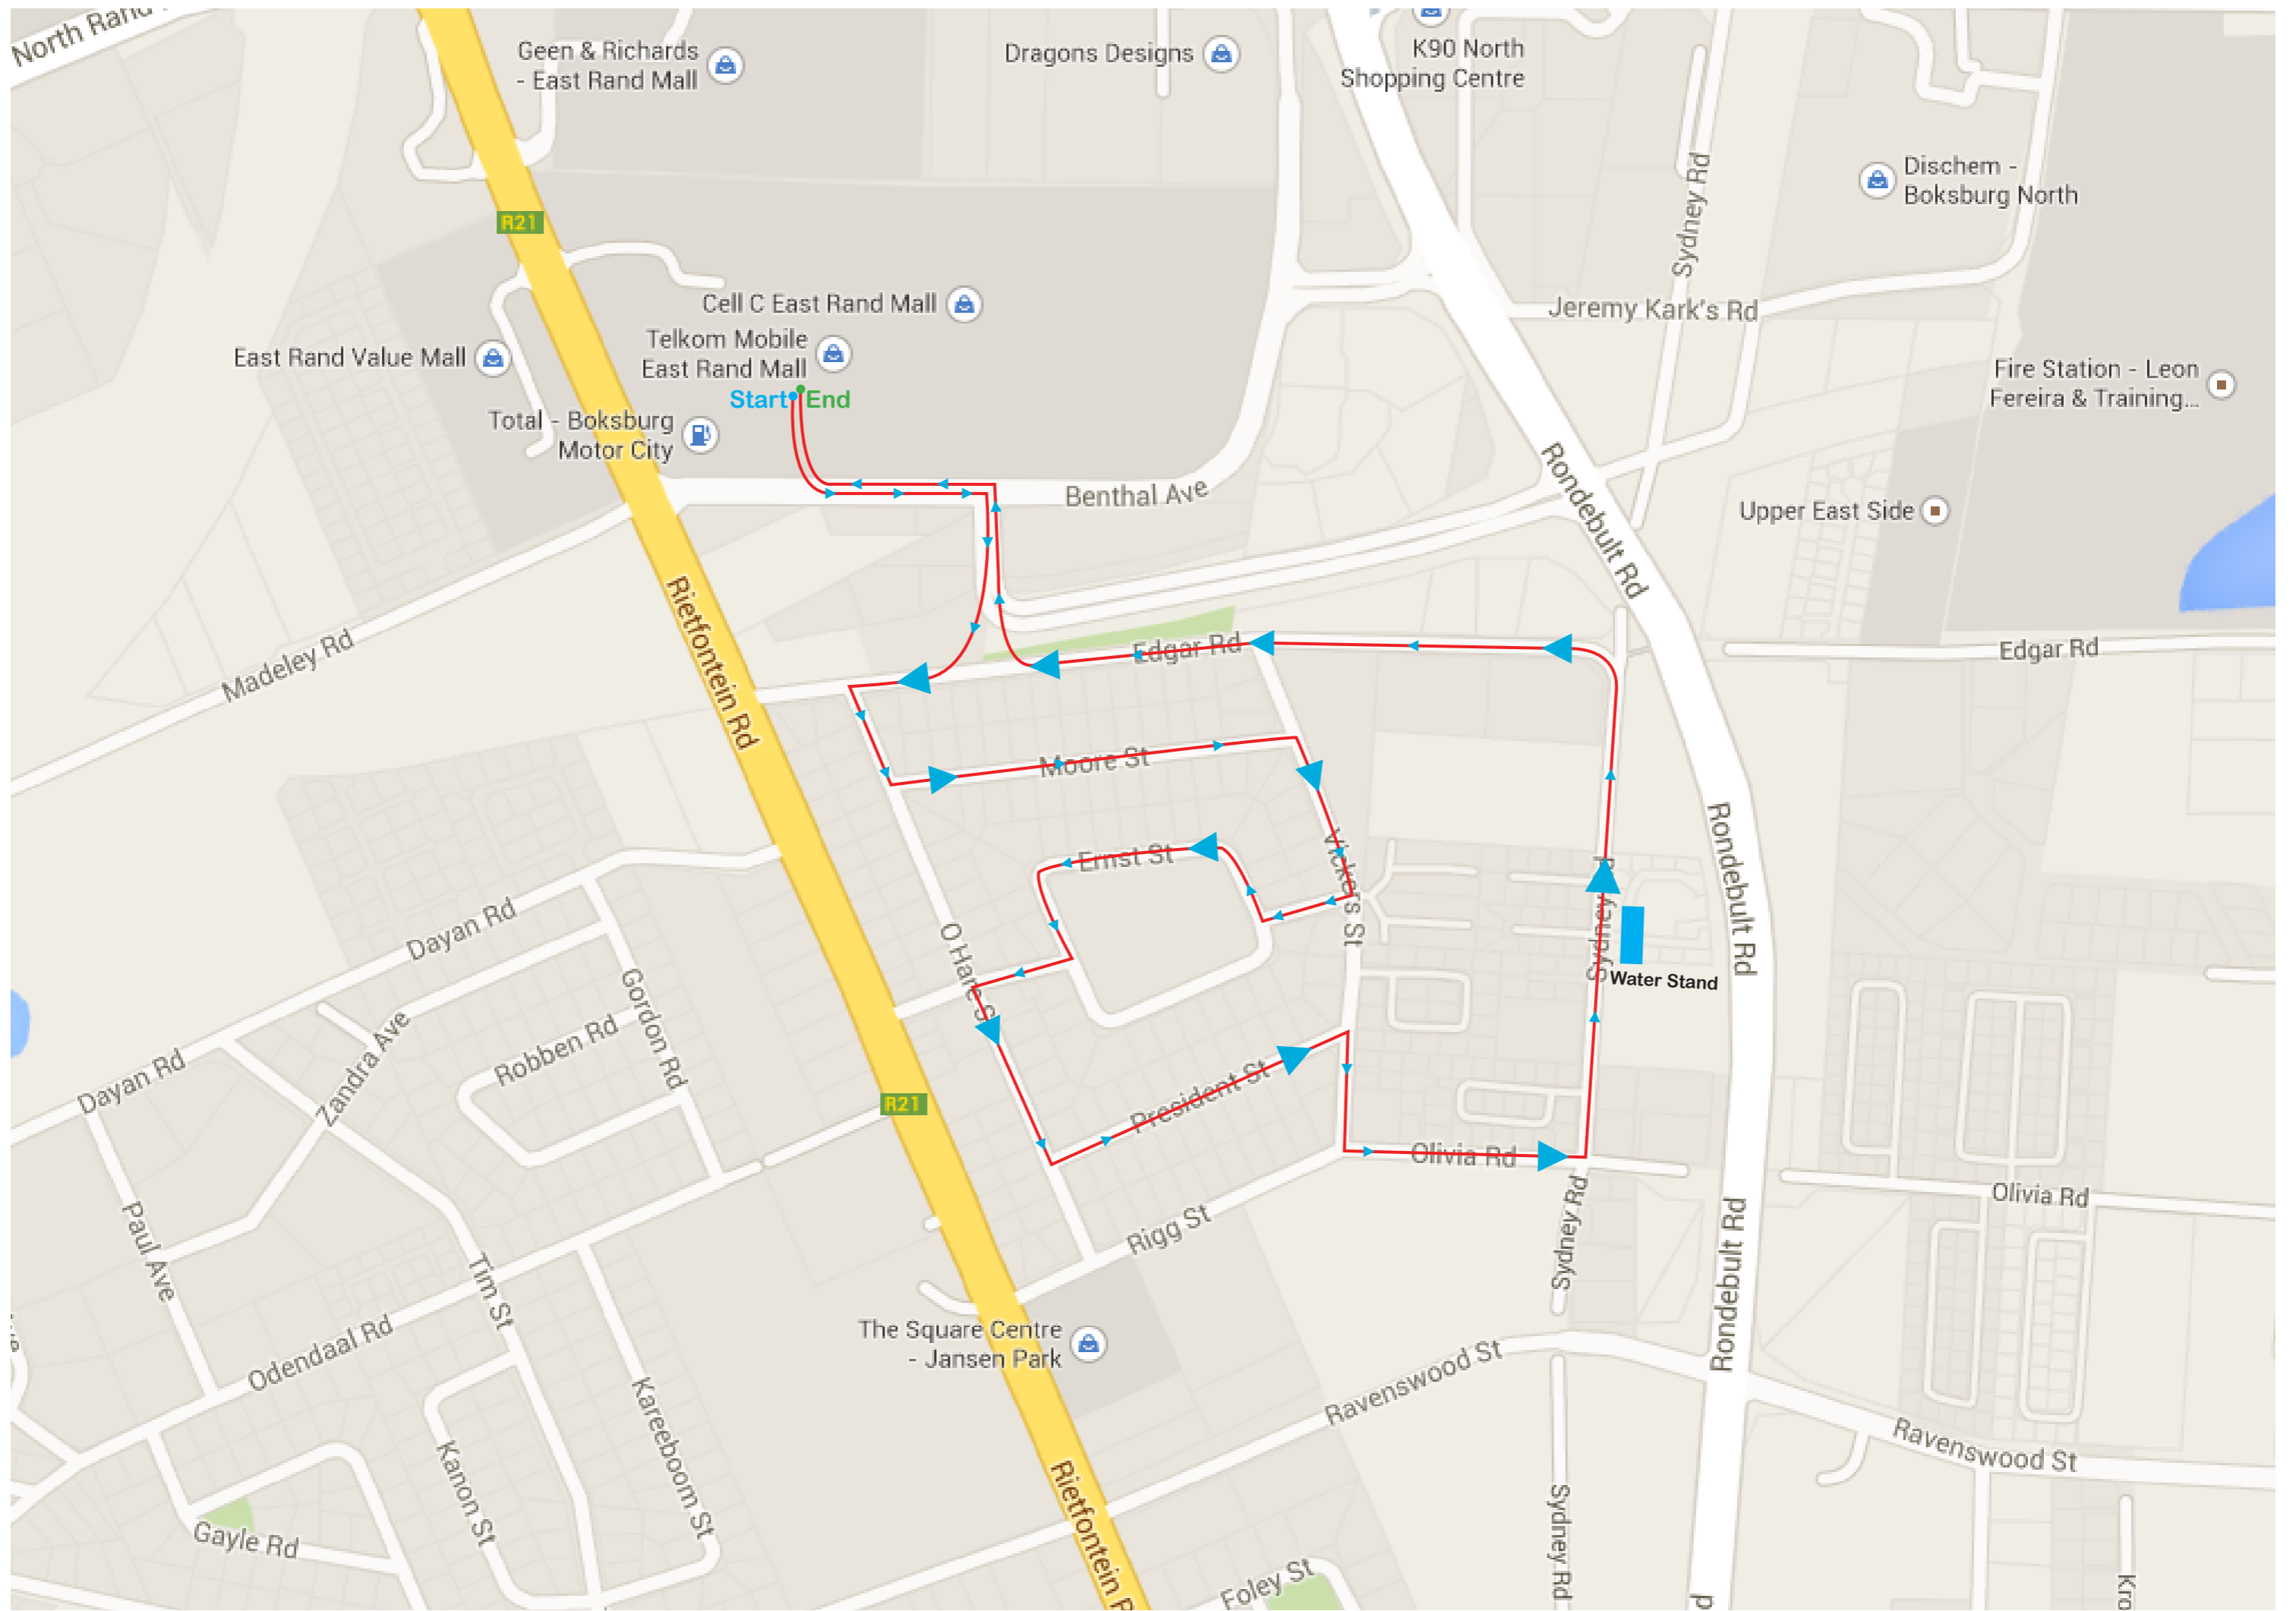 North Rand
Geen & Richards
- East Rand Mall
Dragons Designs
K90 North
Shopping Centre
Sydney Rd
Dischem -
Boksburg North
R21
Cell C East Rand Mall
Jeremy Kark's Rd
Telkom Mobile
East Rand Mall
East Rand Value Mall
Start
End
Fire Station - Leon
Fereira & Training...
Total - Boksburg
Motor City
Benthal Ave
Rondebult Rd
Upper East Side
Madeley Rd
Rietfontein Rd
Edgar Rd
Edgar Rd
Moore St
Ernst St
Vickers St
Rondebult Rd
Sydney
Water Stand
Dayan Rd
O Hare S
Gordon Rd
Robben Rd
Zandra Ave
Dayan Rd
R21
President St
Olivia Rd
Olivia Rd
Sydney Rd
Rondebult Rd
Rigg St
Paul Ave
Tim St
Odendaal Rd
The Square Centre
- Jansen Park
Ravenswood St
Ravenswood St
Kareeboom St
Kanon St
Gayle Rd
Rietfontein R
Sydney Rd
Foley St
Kro